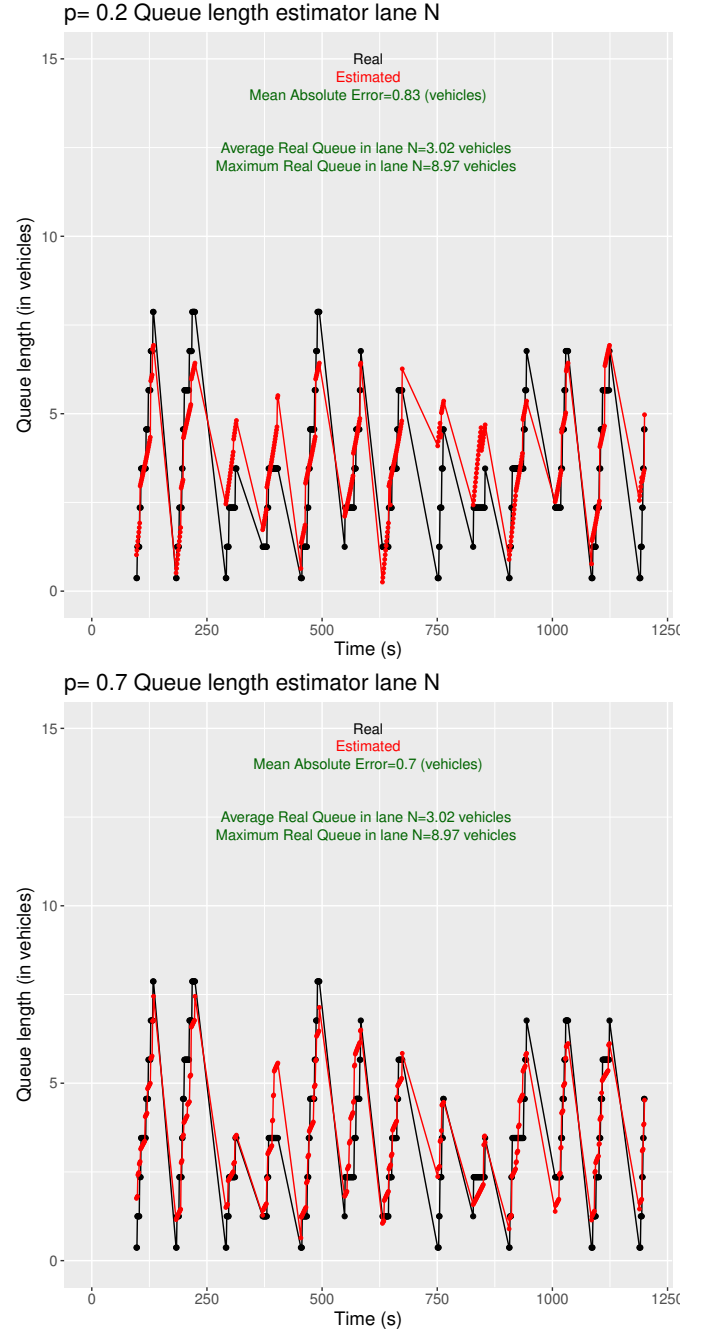 p= 0.2 Queue length estimator lane N
Real
Estimated
Mean Absolute Error=0.83 (vehicles)
Average Real Queue in lane N=3.02 vehicles
Maximum Real Queue in lane N=8.97 vehicles
Queue length (in vehicles)
15
10
5
0
0 250 500 750 1000 1250
Time (s)
p= 0.7 Queue length estimator lane N
Real
Estimated
Mean Absolute Error=0.7 (vehicles)
Average Real Queue in lane N=3.02 vehicles
Maximum Real Queue in lane N=8.97 vehicles
Queue length (in vehicles)
15
10
5
0
0 250 500 750 1000 1250
Time (s)